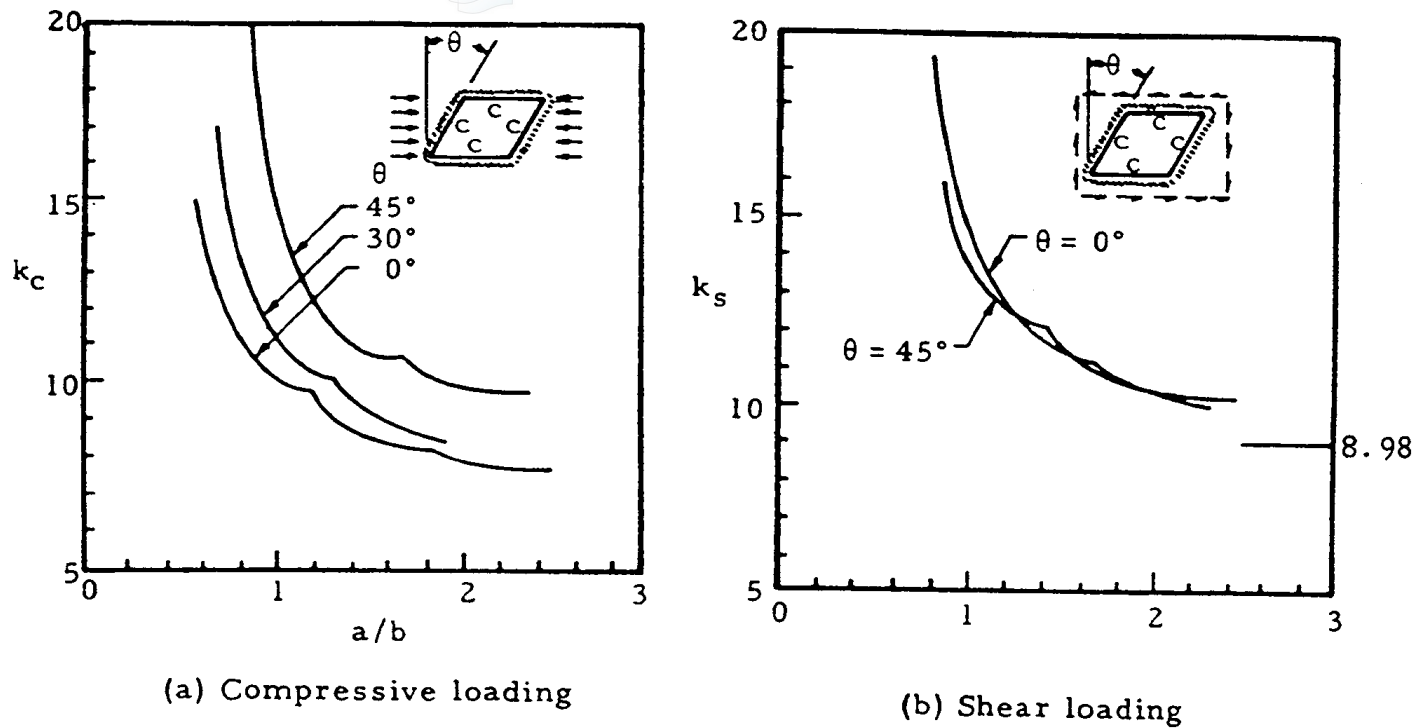 20
15
10
5
k_c
θ
C
C
C
C
θ
45°
30°
0°
0
1
2
3
a/b
(a) Compressive loading
20
15
10
5
k_s
θ
C
C
C
C
θ = 0°
θ = 45°
8.98
0
1
2
3
(b) Shear loading